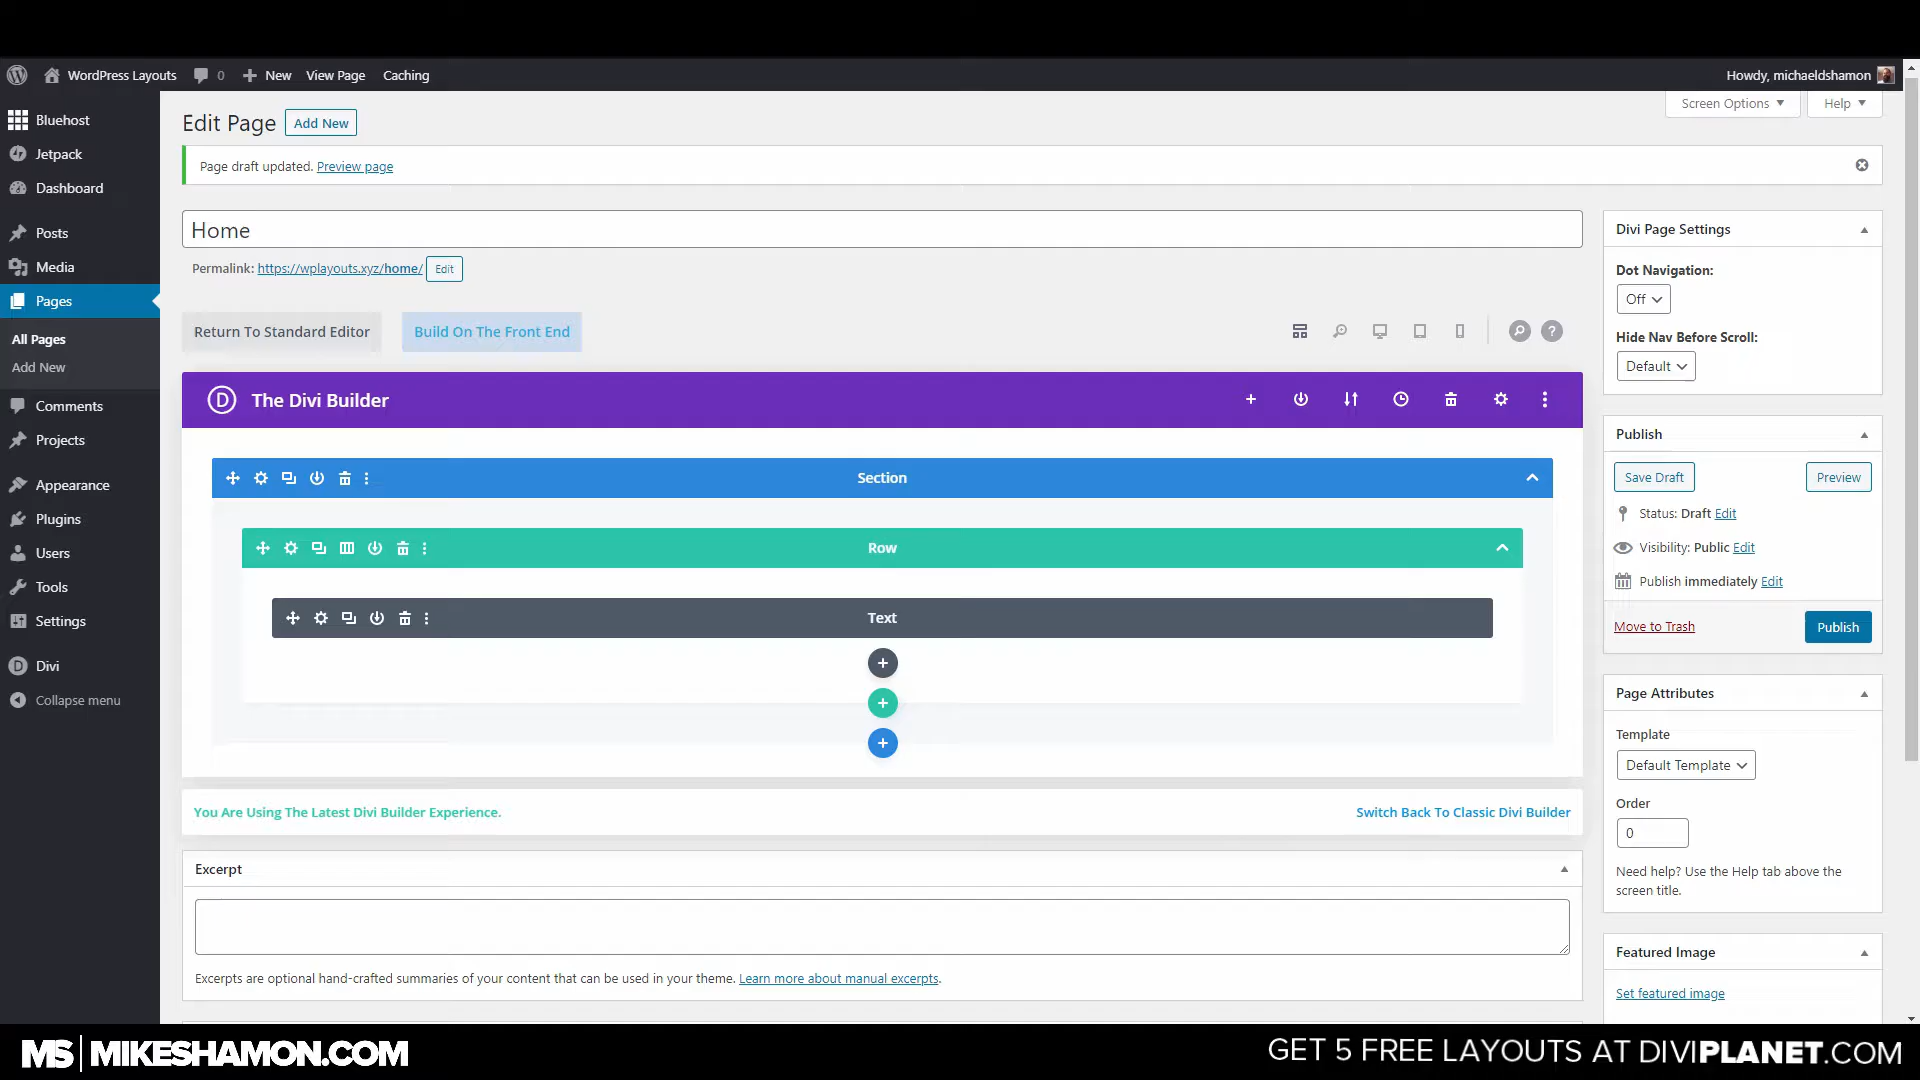 WordPress Layouts
0
New
View Page
Caching
Howdy, michaeldshamon
Bluehost
Jetpack
Dashboard
Posts
Media
Pages
All Pages
Add New
Comments
Projects
Appearance
Plugins
Users
Tools
Settings
Divi
Collapse menu
Screen Options
Help
Edit Page
Add New
Page draft updated. Preview page
Home
Permalink: https://wplayouts.xyz/home/ Edit
Return To Standard Editor
Build On The Front End
?
D The Divi Builder
Section
Row
Text
You Are Using The Latest Divi Builder Experience.
Switch Back To Classic Divi Builder
Excerpt
Excerpts are optional hand-crafted summaries of your content that can be used in your theme. Learn more about manual excerpts.
Divi Page Settings
Dot Navigation:
Off
Hide Nav Before Scroll:
Default
Publish
Save Draft
Preview
Status: Draft Edit
Visibility: Public Edit
Publish immediately Edit
Move to Trash
Publish
Page Attributes
Template
Default Template
Order
0
Need help? Use the Help tab above the
screen title.
Featured Image
Set featured image
MS MIKESHAMON.COM
GET 5 FREE LAYOUTS AT DIVIPLANET.COM